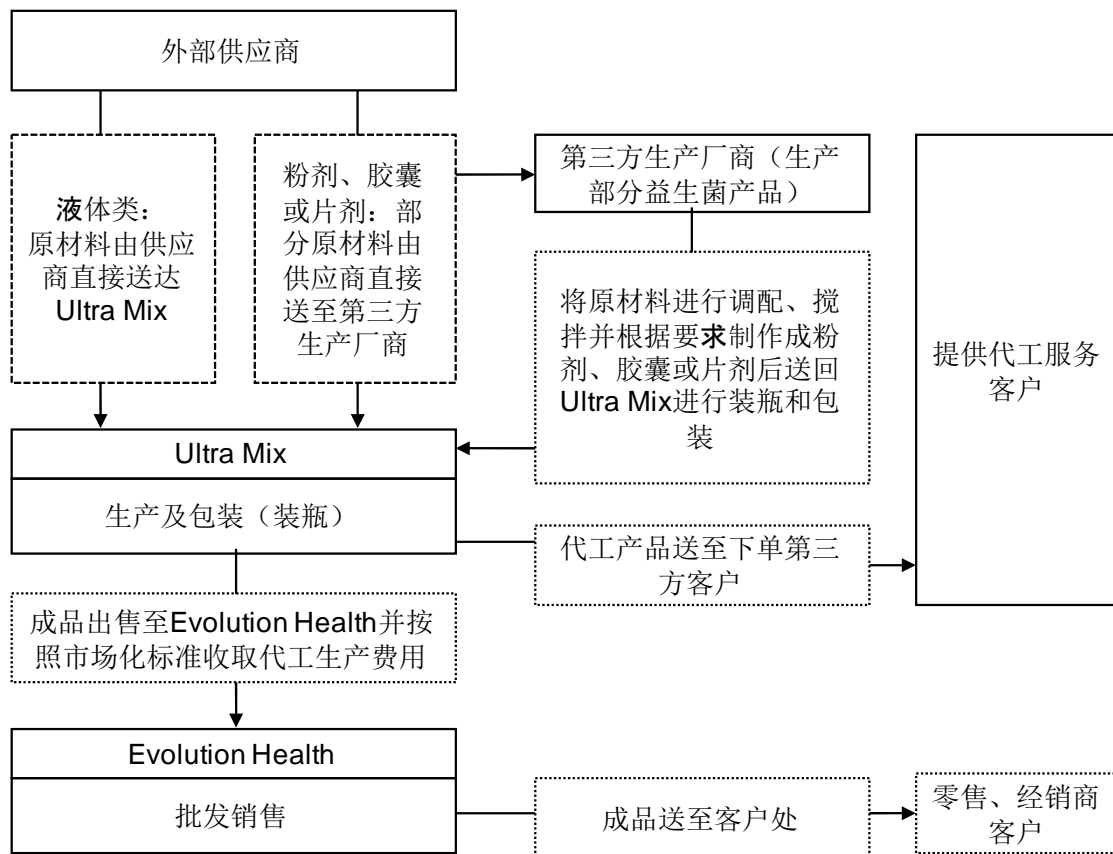 外部供应商
液体类：
原材料由供应
商直接送达
Ultra Mix
粉剂、胶囊
或片剂：部
分原材料由
供应商直接
送至第三方
生产厂商
第三方生产厂商（生产
部分益生菌产品）
将原材料进行调配、搅
拌并根据要求制作成粉
剂、胶囊或片剂后送回
Ultra Mix进行装瓶和包
装
提供代工服务
客户
Ultra Mix
生产及包装（装瓶）
代工产品送至下单第三
方客户
成品出售至Evolution Health并按
照市场化标准收取代工生产费用
Evolution Health
批发销售
成品送至客户处
零售、经销商
客户